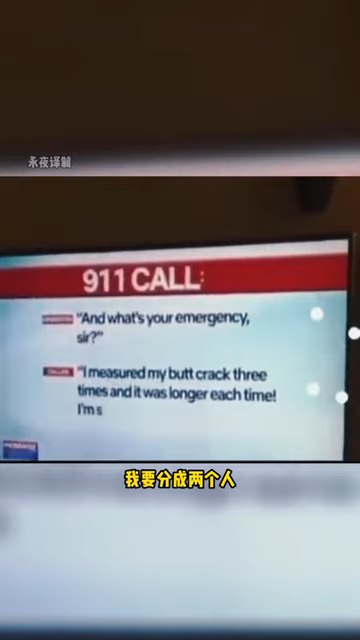 永夜译制
911 CALL:
"And what's your emergency,
sir?"
CALLER "I measured my butt crack three
times and it was longer each time!
I'm s
我要分成两个人